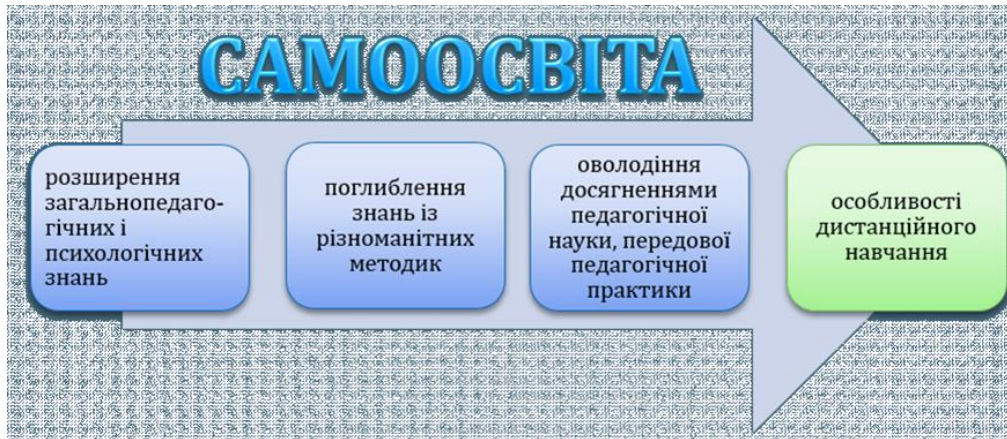 САМООСВІТА
розширення
загальнопедаго-
гічних і
психологічних
знань
поглиблення
знань із
різноманітних
методик
оволодіння
досягненнями
педагогічної
науки, передової
педагогічної
практики
особливості
дистанційного
навчання